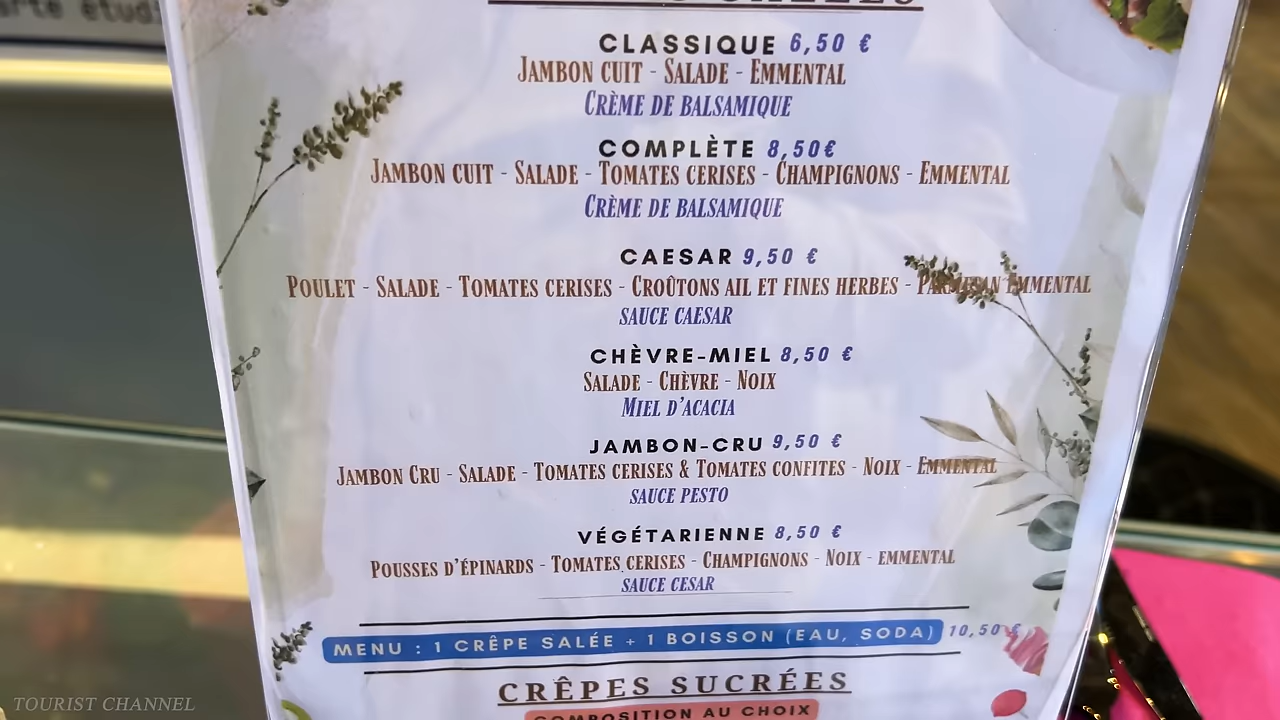 CLASSIQUE 6,50 €
JAMBON CUIT - SALADE - EMMENTAL
CRÈME DE BALSAMIQUE
COMPLÈTE 8,50€
JAMBON CUIT - SALADE - TOMATES CERISES - CHAMPIGNONS - EMMENTAL
CRÈME DE BALSAMIQUE
CAESAR 9,50 €
POULET - SALADE - TOMATES CERISES - CROÛTONS AIL ET FINES HERBES - PARMESAN EMMENTAL
SAUCE CAESAR
CHÈVRE-MIEL 8,50 €
SALADE - CHÈVRE - NOIX
MIEL D'ACACIA
JAMBON-CRU 9,50 €
JAMBON CRU - SALADE - TOMATES CERISES & TOMATES CONFITES - NOIX - EMMENTAL
SAUCE PESTO
VÉGÉTARIENNE 8,50 €
POUSSES D'ÉPINARDS - TOMATES CERISES - CHAMPIGNONS - NOIX - EMMENTAL
SAUCE CESAR
MENU : 1 CRÊPE SALÉE + 1 BOISSON (EAU, SODA) 10,50 €
CRÊPES SUCRÉES
COMPOSITION AU CHOIX
TOURIST CHANNEL